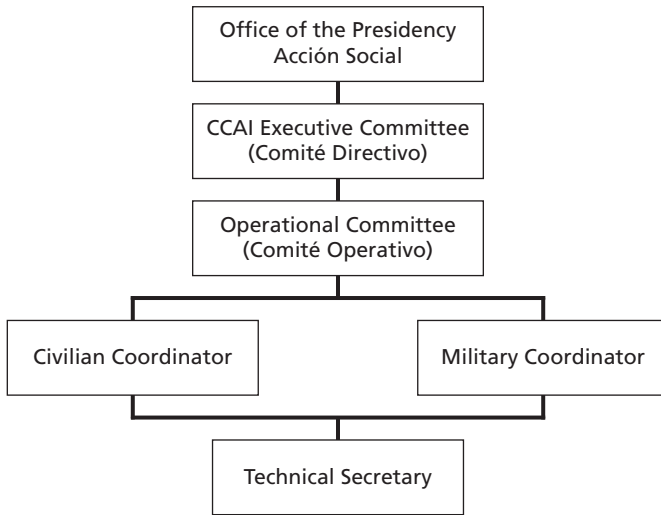 Office of the Presidency
Acción Social
CCAI Executive Committee
(Comité Directivo)
Operational Committee
(Comité Operativo)
Civilian Coordinator
Military Coordinator
Technical Secretary